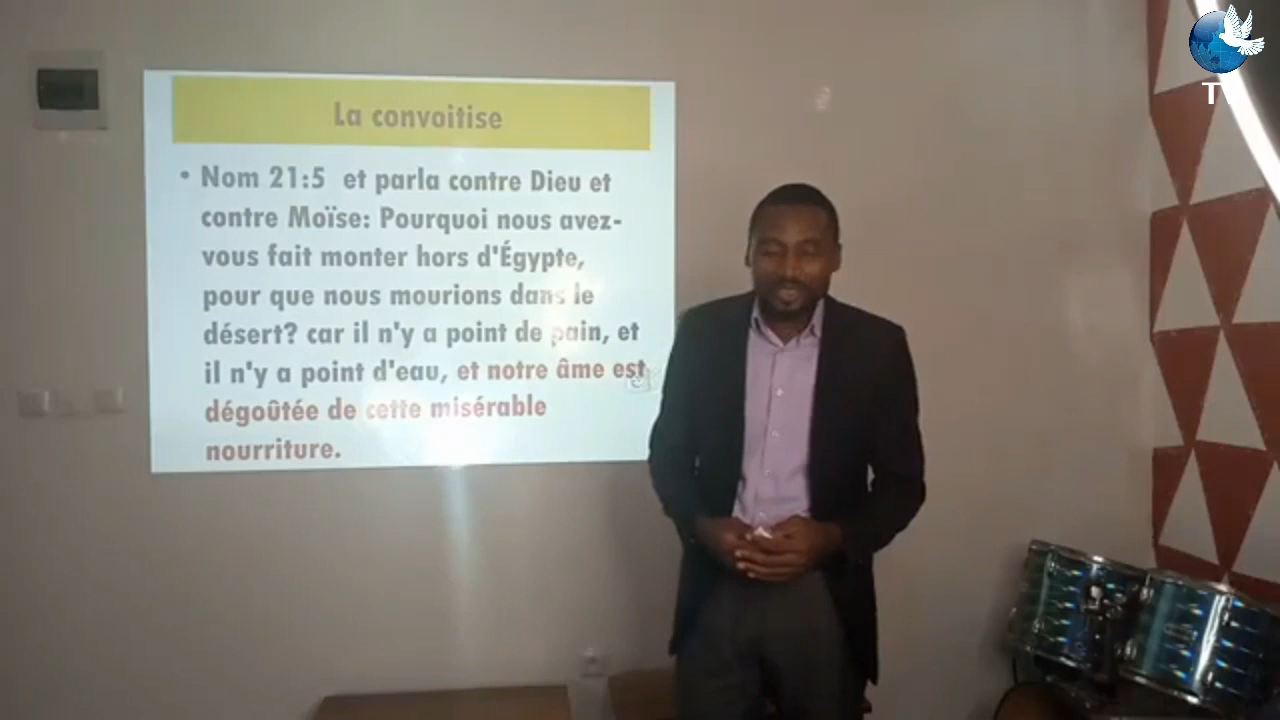 La convoitise
• Nom 21:5 et parla contre Dieu et
contre Moïse: Pourquoi nous avez-
vous fait monter hors d'Égypte,
pour que nous mourions dans le
désert? car il n'y a point de pain, et
il n'y a point d'eau, et notre âme est
dégoûtée de cette misérable
nourriture.